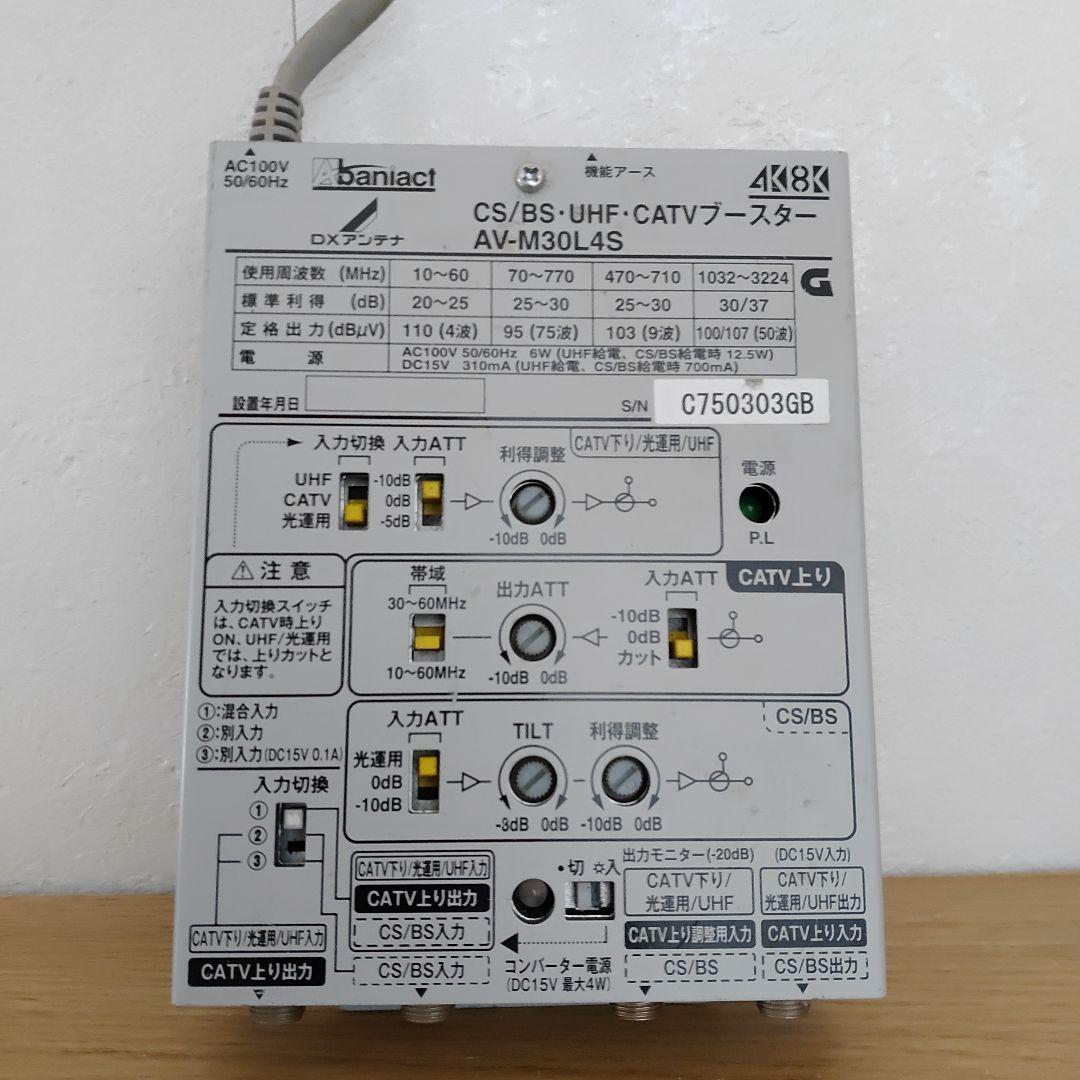 AC100V
50/60Hz
Abaniact
機能アース
4K8K
DXアンテナ
CS/BS・UHF・CATVブースター
AV-M30L4S
使用周波数 (MHz) 10～60 70～770 470～710 1032～3224
G
標準利得 (dB) 20～25 25～30 25～30 30/37
定格出力(dBμV) 110 (4波) 95 (75波) 103 (9波) 100/107 (50波)
電源 AC100V 50/60Hz 6W (UHF給電、CS/BS給電時 12.5W)
DC15V 310mA (UHF給電、CS/BS給電時 700mA)
設置年月日
S/N C750303GB
入力切換 入力ATT 利得調整 CATV下り/光運用/UHF
電源
UHF -10dB
CATV 0dB
光運用 -5dB
-10dB 0dB
P.L
注意
入力切換スイッチ
は、CATV時上り
ON、UHF/光運用
では、上りカットと
なります。
帯域 出力ATT 入力ATT CATV上り
30～60MHz
-10dB
0dB
カット
10～60MHz
-10dB 0dB
①:混合入力
②:別入力
③:別入力(DC15V 0.1A)
入力ATT TILT 利得調整 CS/BS
光運用
0dB
-10dB
-3dB 0dB -10dB 0dB
入力切換
①
②
③
CATV下り/光運用/UHF入力
CATV上り出力
CS/BS入力
CATV下り/光運用/UHF入力
CATV上り出力
CS/BS入力
切 入
コンバーター電源
(DC15V 最大4W)
出力モニター(-20dB)
CATV下り/
光運用/UHF
CATV上り調整用入力
CS/BS
(DC15V入力)
CATV下り/
光運用/UHF出力
CATV上り入力
CS/BS出力